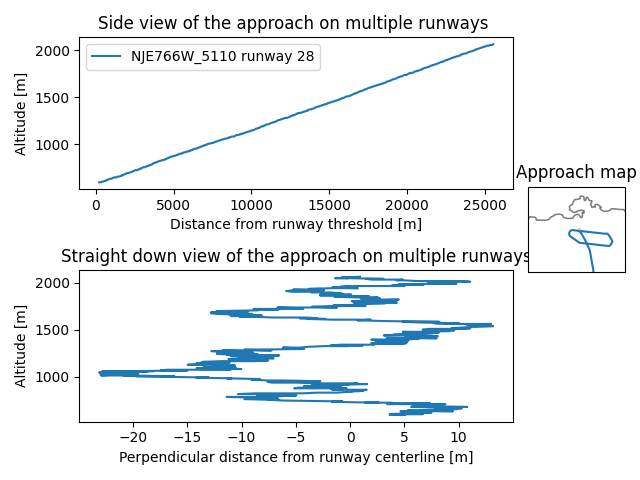 Side view of the approach on multiple runways
Altitude [m]
2000
1500
1000
NJE766W_5110 runway 28
0 5000 10000 15000 20000 25000
Distance from runway threshold [m]
Approach map
Straight down view of the approach on multiple runways
Altitude [m]
2000
1500
1000
−20 −15 −10 −5 0 5 10
Perpendicular distance from runway centerline [m]